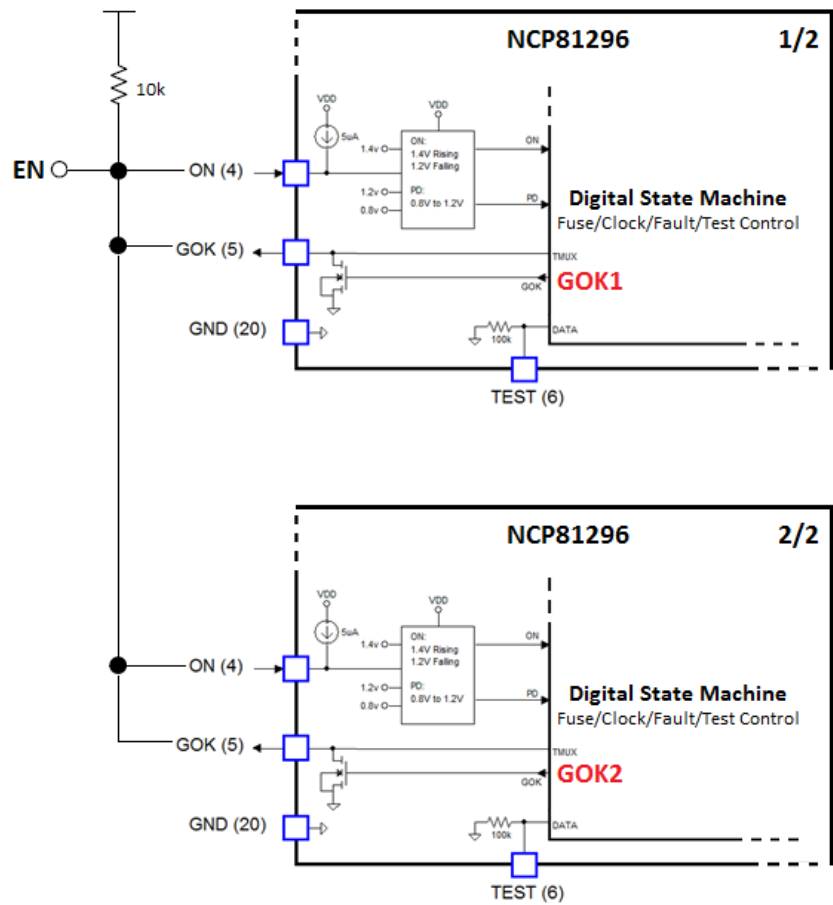 NCP81296 1/2
10k
VDD
VDD
5uA
1.4v
ON:
1.4V Rising
1.2V Falling
ON
EN
ON (4)
1.2v
0.8v
PD:
0.8V to 1.2V
PD
Digital State Machine
Fuse/Clock/Fault/Test Control
GOK (5)
TMUX
GOK
GOK1
GND (20)
100k
DATA
TEST (6)
NCP81296 2/2
VDD
VDD
5uA
1.4v
ON:
1.4V Rising
1.2V Falling
ON
ON (4)
1.2v
0.8v
PD:
0.8V to 1.2V
PD
Digital State Machine
Fuse/Clock/Fault/Test Control
GOK (5)
TMUX
GOK
GOK2
GND (20)
100k
DATA
TEST (6)